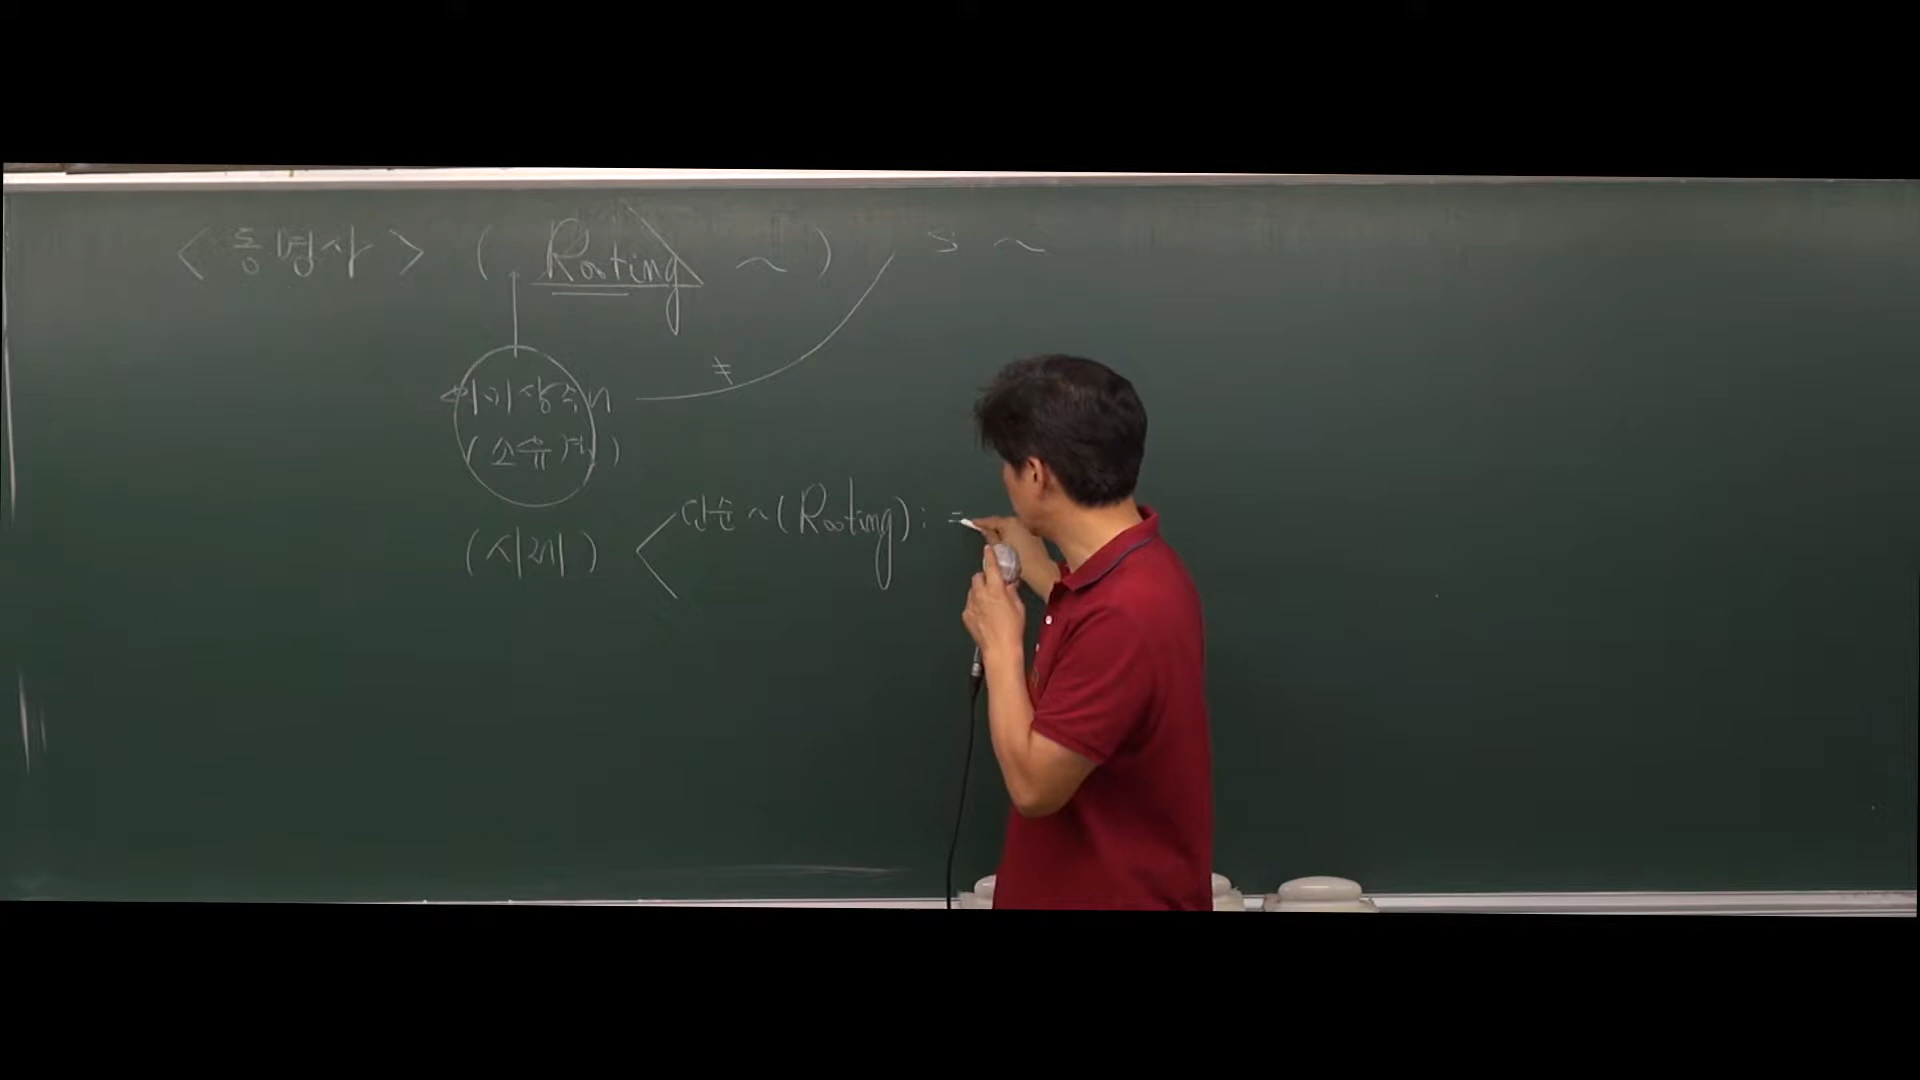 <동명사> ( Rooting ~ ) S ~
의미상주어 ≠
(소유격)
단순~(Rooting) : =
(시제)